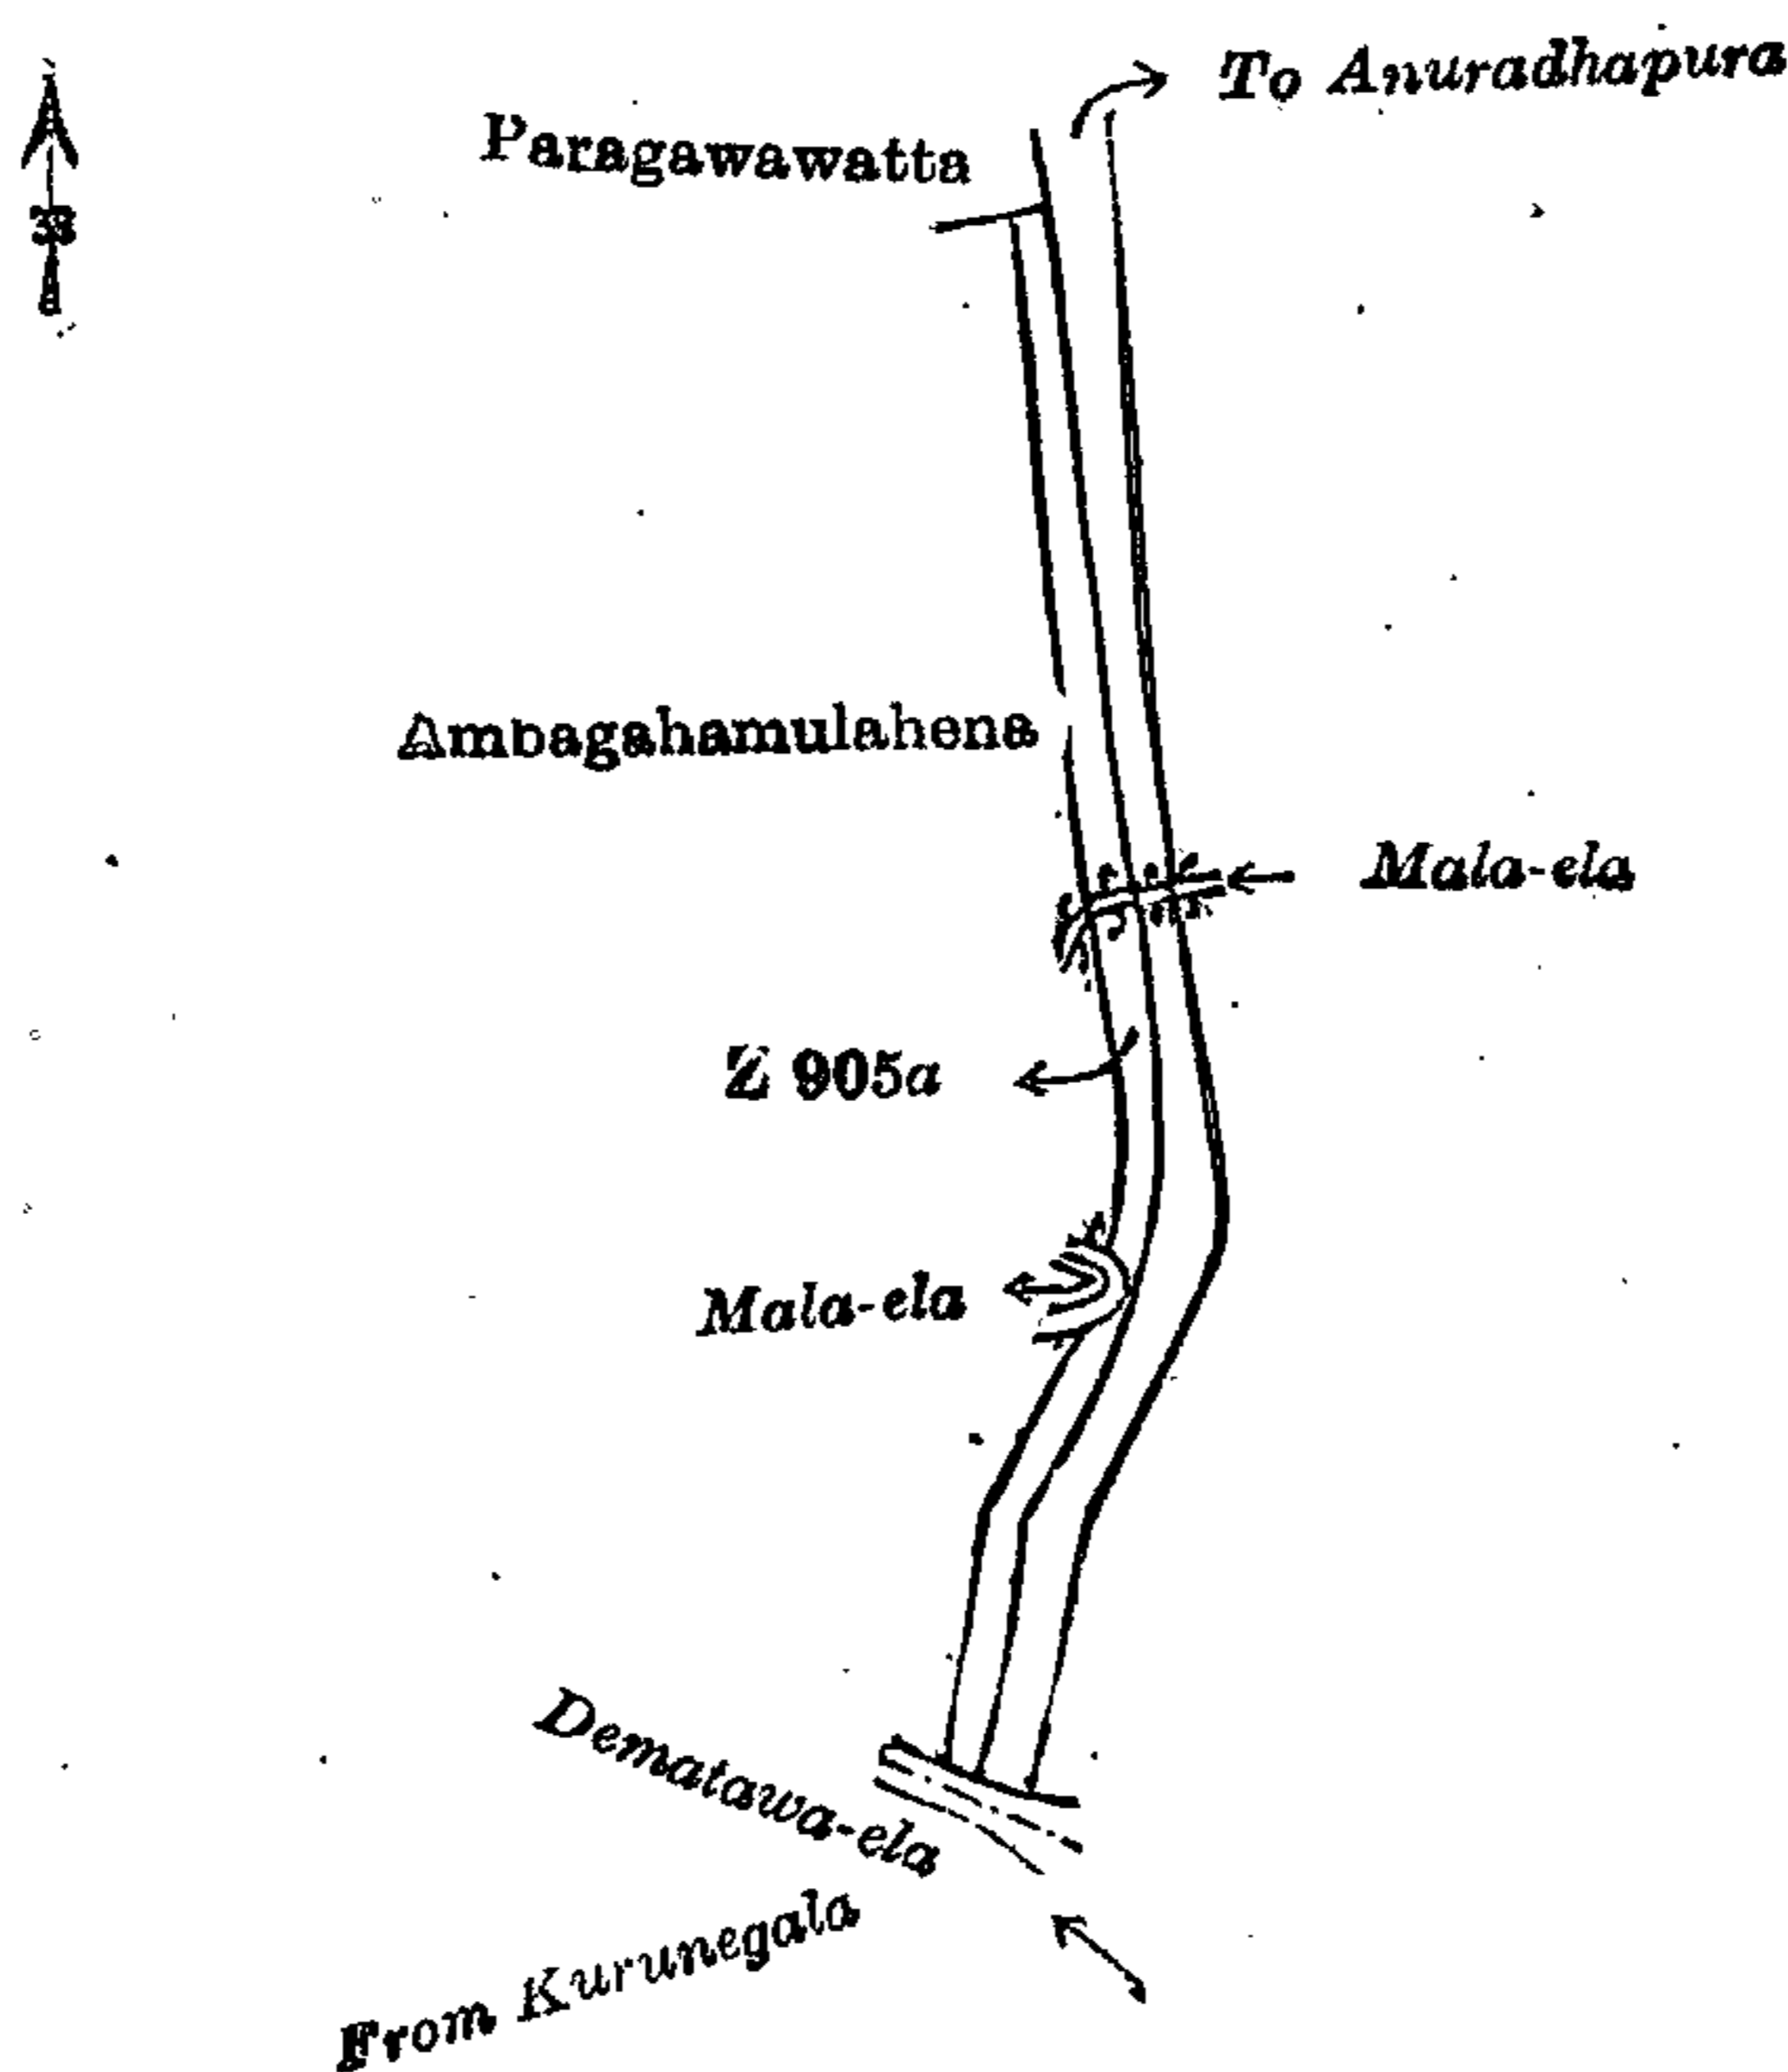 To Anuradhapura
Paragawawatta
Ambagahamulahena
Mala-ela
Z 905a
Mala-ela
Dematawa-ela
From Kurunegala